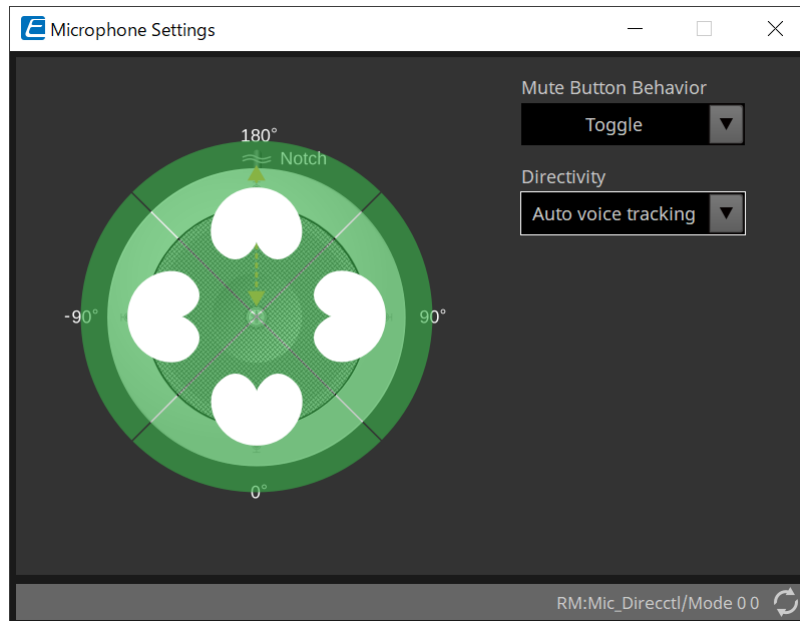 Microphone Settings
Mute Button Behavior
Toggle
Directivity
Auto voice tracking
180°
Notch
-90°
90°
0°
RM:Mic_Direcctl/Mode 0 0